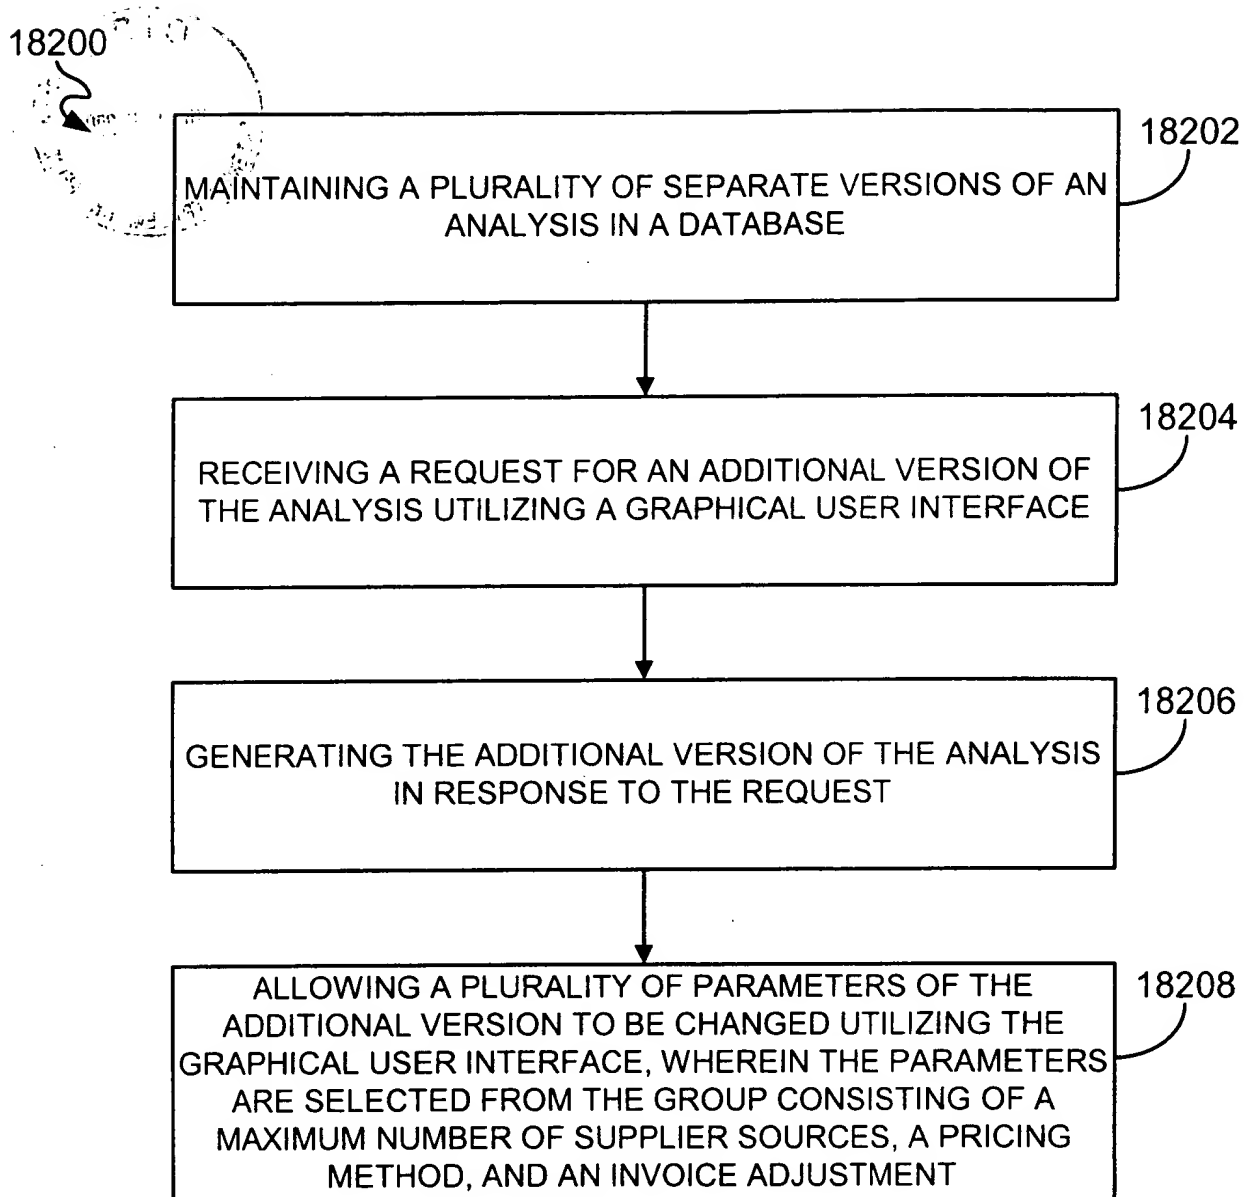 18200
18202
MAINTAINING A PLURALITY OF SEPARATE VERSIONS OF AN
ANALYSIS IN A DATABASE
18204
RECEIVING A REQUEST FOR AN ADDITIONAL VERSION OF
THE ANALYSIS UTILIZING A GRAPHICAL USER INTERFACE
18206
GENERATING THE ADDITIONAL VERSION OF THE ANALYSIS
IN RESPONSE TO THE REQUEST
18208
ALLOWING A PLURALITY OF PARAMETERS OF THE
ADDITIONAL VERSION TO BE CHANGED UTILIZING THE
GRAPHICAL USER INTERFACE, WHEREIN THE PARAMETERS
ARE SELECTED FROM THE GROUP CONSISTING OF A
MAXIMUM NUMBER OF SUPPLIER SOURCES, A PRICING
METHOD, AND AN INVOICE ADJUSTMENT